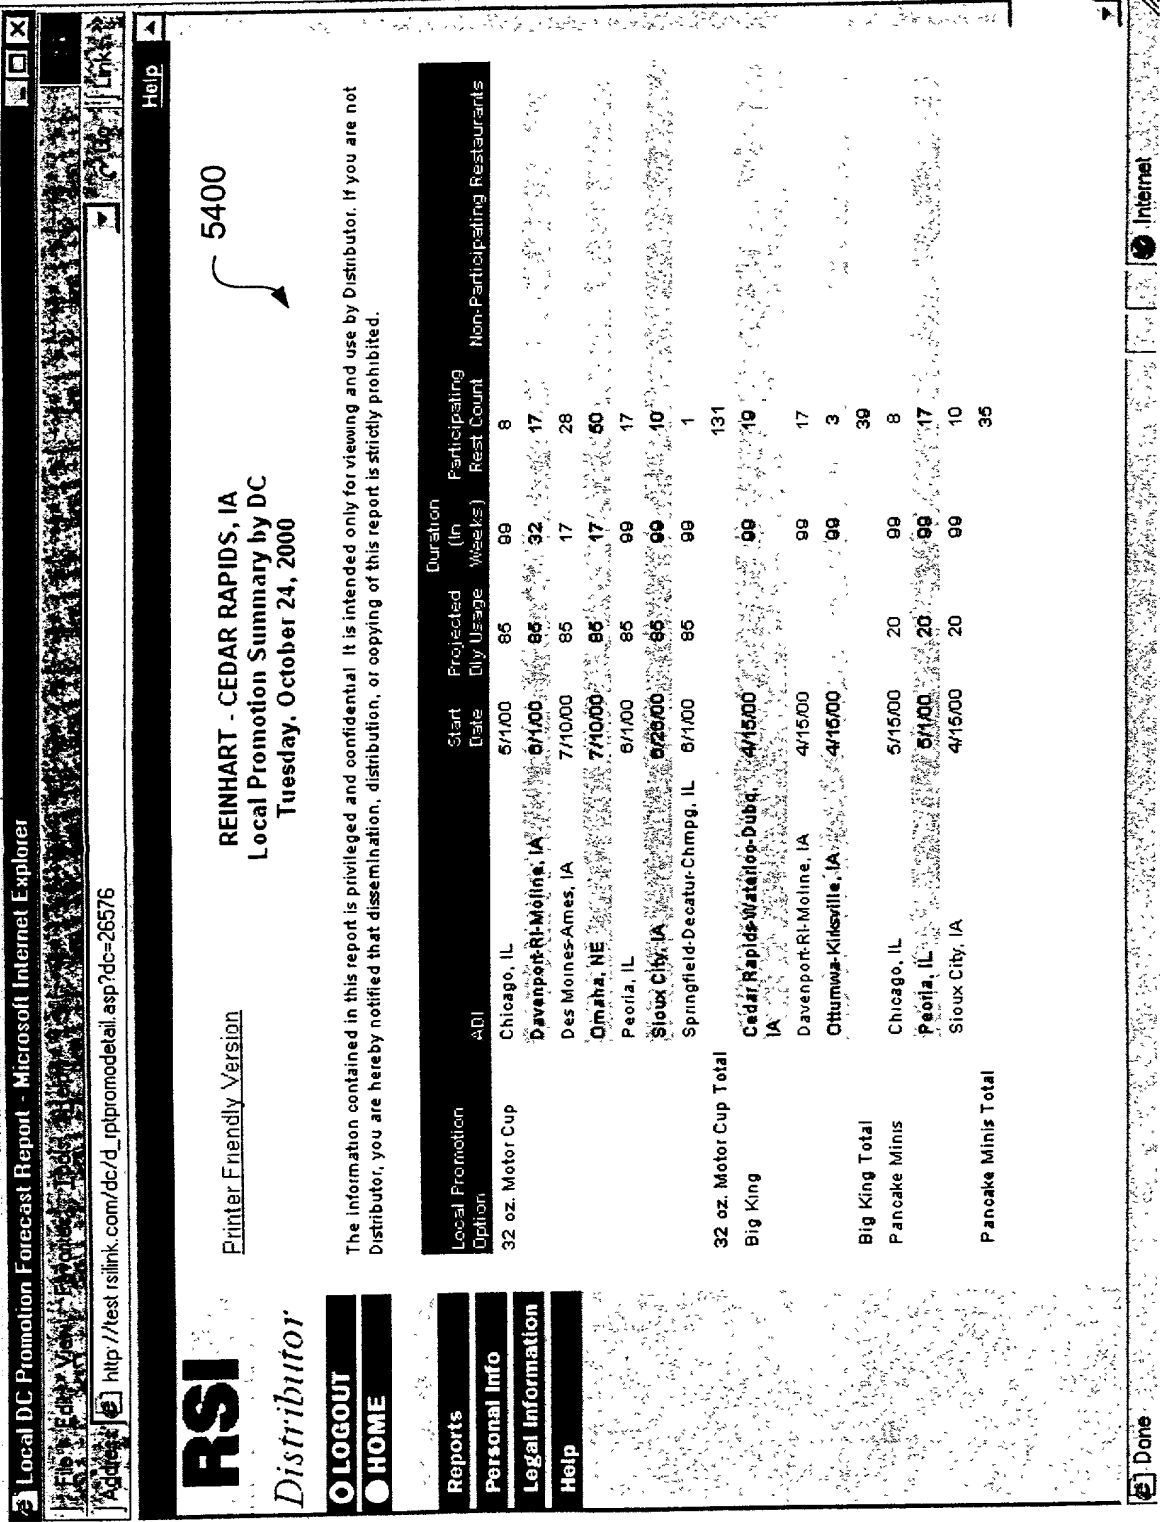 Local DC Promotion Forecast Report - Microsoft Internet Explorer
File Edit View Favorites Tools Help
Address http://test rsilink.com/dc/d_rptpromodetail.asp?dc=26576 Go Links
Help
RSI
Distributor
LOGOUT
HOME
Reports
Personal Info
Legal Information
Help
Printer Friendly Version
REINHART - CEDAR RAPIDS, IA
Local Promotion Summary by DC
Tuesday, October 24, 2000
5400
The information contained in this report is privileged and confidential It is intended only for viewing and use by Distributor. If you are not
Distributor, you are hereby notified that dissemination, distribution, or copying of this report is strictly prohibited.
Local Promotion Option ADI Start Date Projected Dly Usage Duration (In Weeks) Participating Rest Count Non-Participating Restaurants
32 oz. Motor Cup Chicago, IL 5/1/00 85 99 8
Davenport-RI-Moline, IA 6/1/00 85 32 17
Des Moines-Ames, IA 7/10/00 85 17 28
Omaha, NE 7/10/00 85 17 50
Peoria, IL 6/1/00 85 99 17
Sioux City, IA 85 99 10
Springfield-Decatur-Chmpg, IL 6/1/00 85 99 1
32 oz. Motor Cup Total 131
Big King Cedar Rapids-Waterloo-Dubq, IA 4/15/00 99 19
Davenport-RI-Moline, IA 4/15/00 99 17
Ottumwa-Kirksville, IA 4/15/00 99 3
Big King Total 39
Pancake Minis Chicago, IL 5/15/00 20 99 8
Peoria, IL 5/1/00 20 99 17
Sioux City, IA 4/15/00 20 99 10
Pancake Minis Total 35
Done Internet